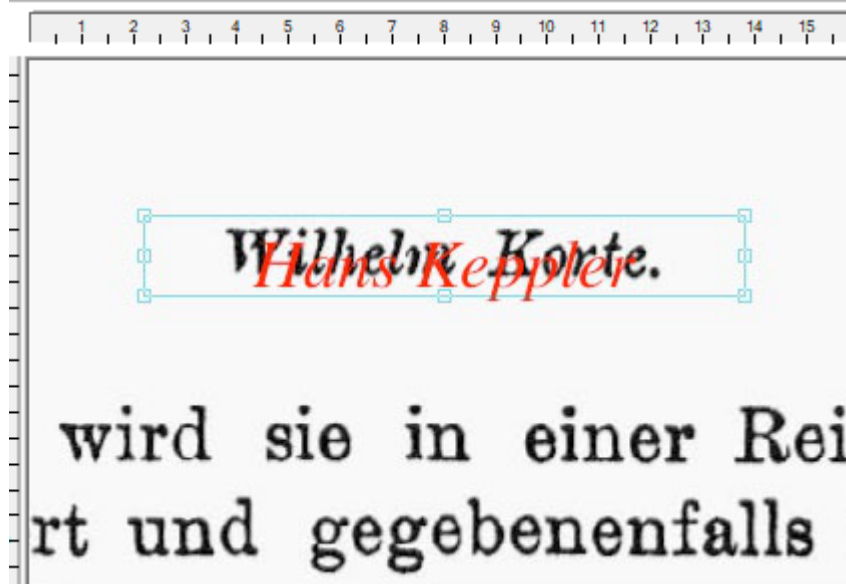 1 2 3 4 5 6 7 8 9 10 11 12 13 14 15
Wilhelm Korte.
Hans Keppler
wird sie in einer Rei
rt und gegebenenfalls